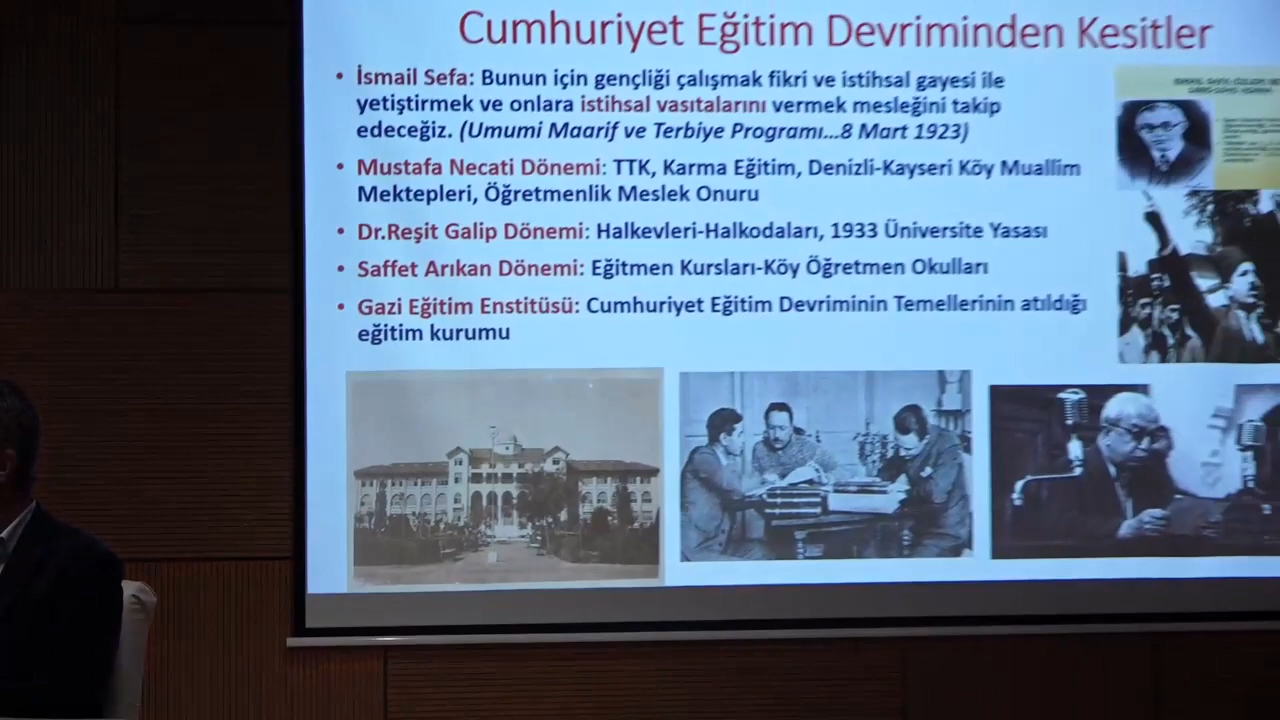 Cumhuriyet Eğitim Devriminden Kesitler
• İsmail Sefa: Bunun için gençliği çalışmak fikri ve istihsal gayesi ile
yetiştirmek ve onlara istihsal vasıtalarını vermek mesleğini takip
edeceğiz. (Umumi Maarif ve Terbiye Programı...8 Mart 1923)
• Mustafa Necati Dönemi: TTK, Karma Eğitim, Denizli-Kayseri Köy Muallim
Mektepleri, Öğretmenlik Meslek Onuru
• Dr.Reşit Galip Dönemi: Halkevleri-Halkodaları, 1933 Üniversite Yasası
• Saffet Arıkan Dönemi: Eğitmen Kursları-Köy Öğretmen Okulları
• Gazi Eğitim Enstitüsü: Cumhuriyet Eğitim Devriminin Temellerinin atıldığı
eğitim kurumu